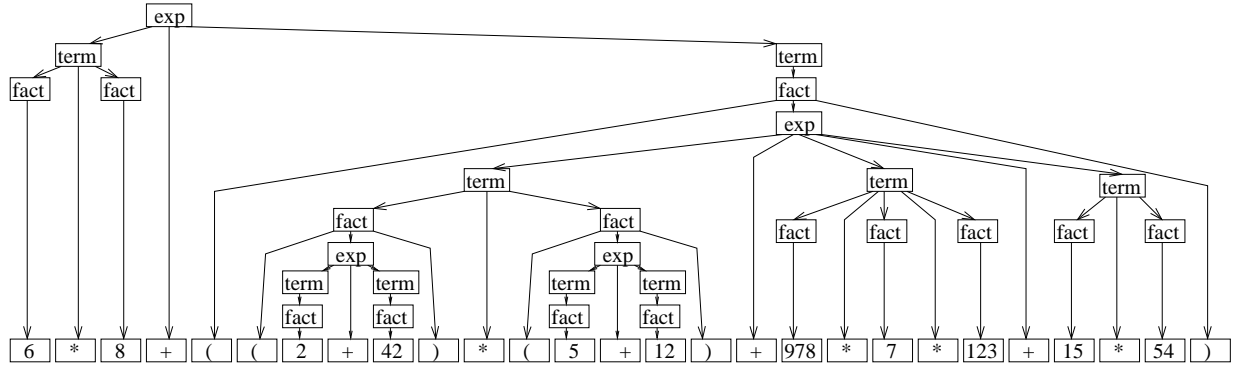 exp
term term
fact fact fact
exp
term term term
fact fact fact fact fact fact fact
exp exp
term term term term
fact fact fact fact
6 * 8 + ( ( 2 + 42 ) * ( 5 + 12 ) + 978 * 7 * 123 + 15 * 54 )